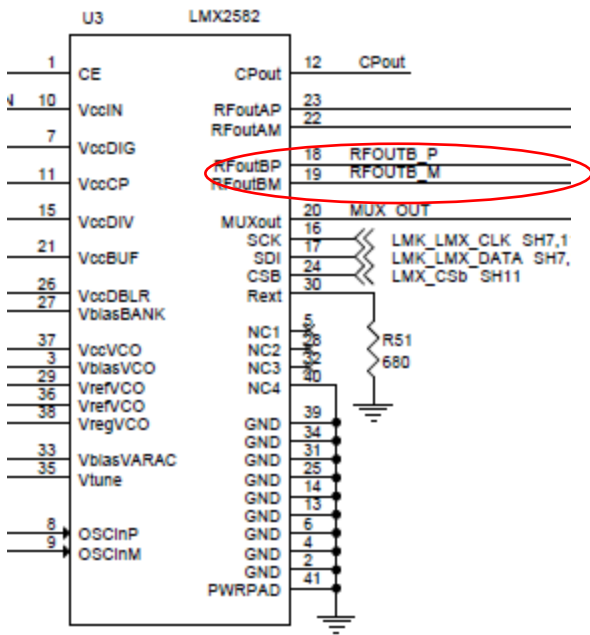 U3 LMX2582
1 CE CPout 12 CPout
N 10 VccIN RFoutAP 23
RFoutAM 22
7 VccDIG
RFoutBP 18 RFOUTB_P
11 VccCP RFoutBM 19 RFOUTB_M
15 VccDIV MUXout 20 MUX_OUT
SCK 16 LMK_LMX_CLK SH7,1
21 VccBUF SDI 17 LMK_LMX_DATA SH7,
CSB 24 LMX_CSb SH11
26 VccDBLR Rext 30
27 VbiasBANK
NC1 5 R51
37 VccVCO NC2 28
3 VbiasVCO NC3 32 680
29 VrefVCO NC4 40
36 VrefVCO
38 VregVCO GND 39
GND 34
33 VbiasVARAC GND 31
35 Vtune GND 25
GND 14
GND 13
8 OSCinP GND 6
9 OSCinM GND 4
GND 2
PWRPAD 41